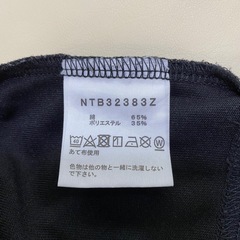 NTB32383Z
綿 65%
ポリエステル 35%
あて布使用
色物は他の物と一緒に洗濯しない
で下さい。